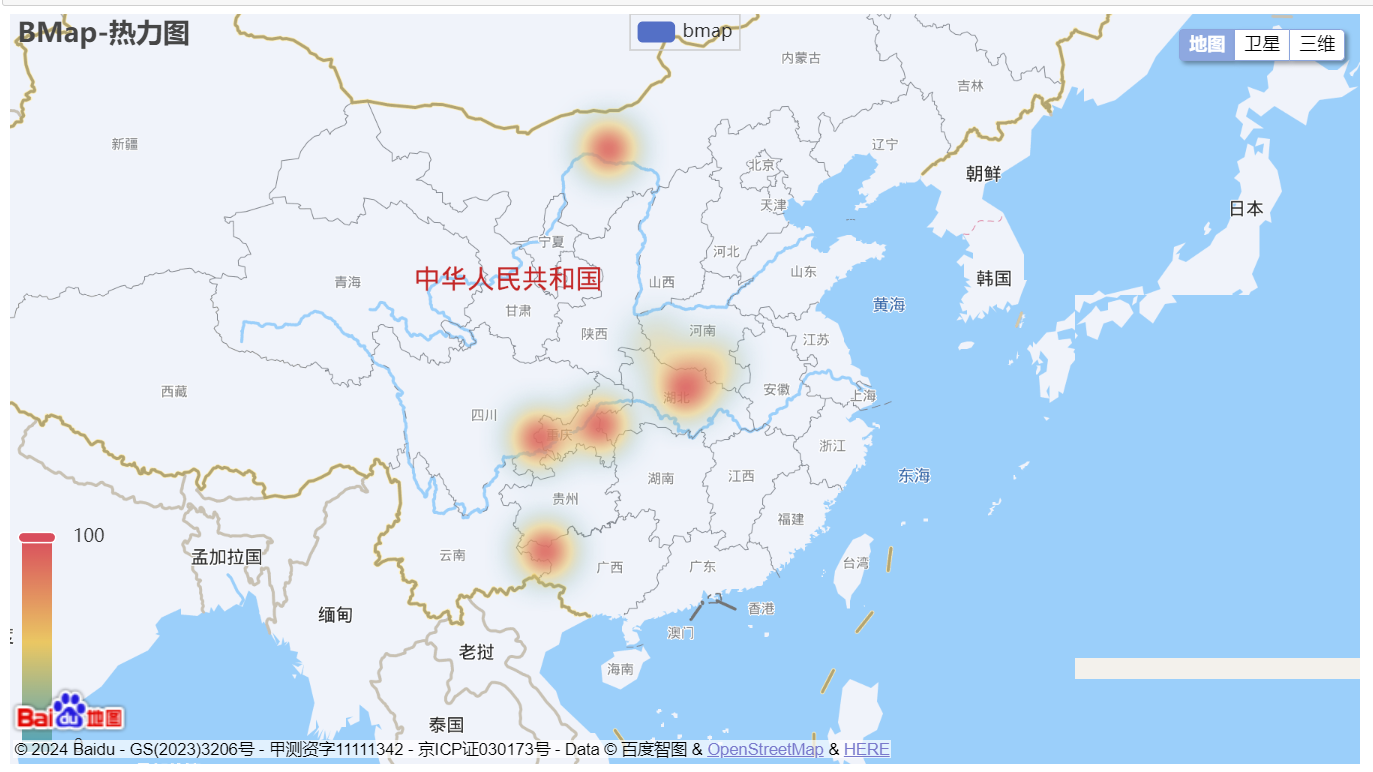 BMap-热力图
bmap
地图 卫星 三维
内蒙古
吉林
新疆
辽宁
北京
朝鲜
天津
日本
宁夏
河北
山东
中华人民共和国
青海
山西
韩国
甘肃
黄海
陕西
河南
江苏
西藏
安徽
湖北
上海
四川
重庆
浙江
湖南
江西
东海
贵州
福建
100
孟加拉国
云南
广西
广东
台湾
缅甸
香港
澳门
老挝
海南
Bai du 地图
泰国
© 2024 Baidu - GS(2023)3206号 - 甲测资字11111342 - 京ICP证030173号 - Data © 百度智图 & OpenStreetMap & HERE